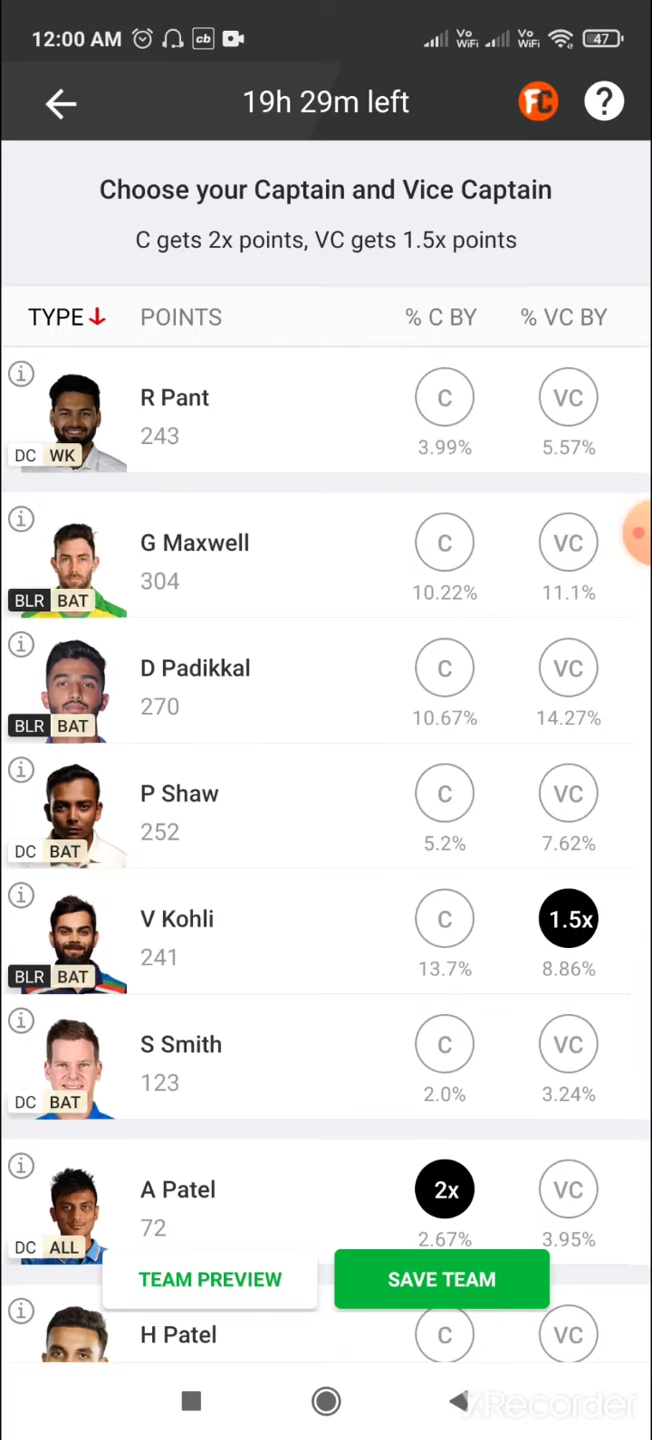 12:00 AM cb Vo WiFi Vo WiFi 47
19h 29m left FC ?
Choose your Captain and Vice Captain
C gets 2x points, VC gets 1.5x points
TYPE POINTS % C BY % VC BY
R Pant
243
C VC
3.99% 5.57%
DC WK
G Maxwell
304
C VC
10.22% 11.1%
BLR BAT
D Padikkal
270
C VC
10.67% 14.27%
BLR BAT
P Shaw
252
C VC
5.2% 7.62%
DC BAT
V Kohli
241
C 1.5x
13.7% 8.86%
BLR BAT
S Smith
123
C VC
2.0% 3.24%
DC BAT
A Patel
72
2x VC
2.67% 3.95%
DC ALL
TEAM PREVIEW SAVE TEAM
H Patel
C VC
XRecorder